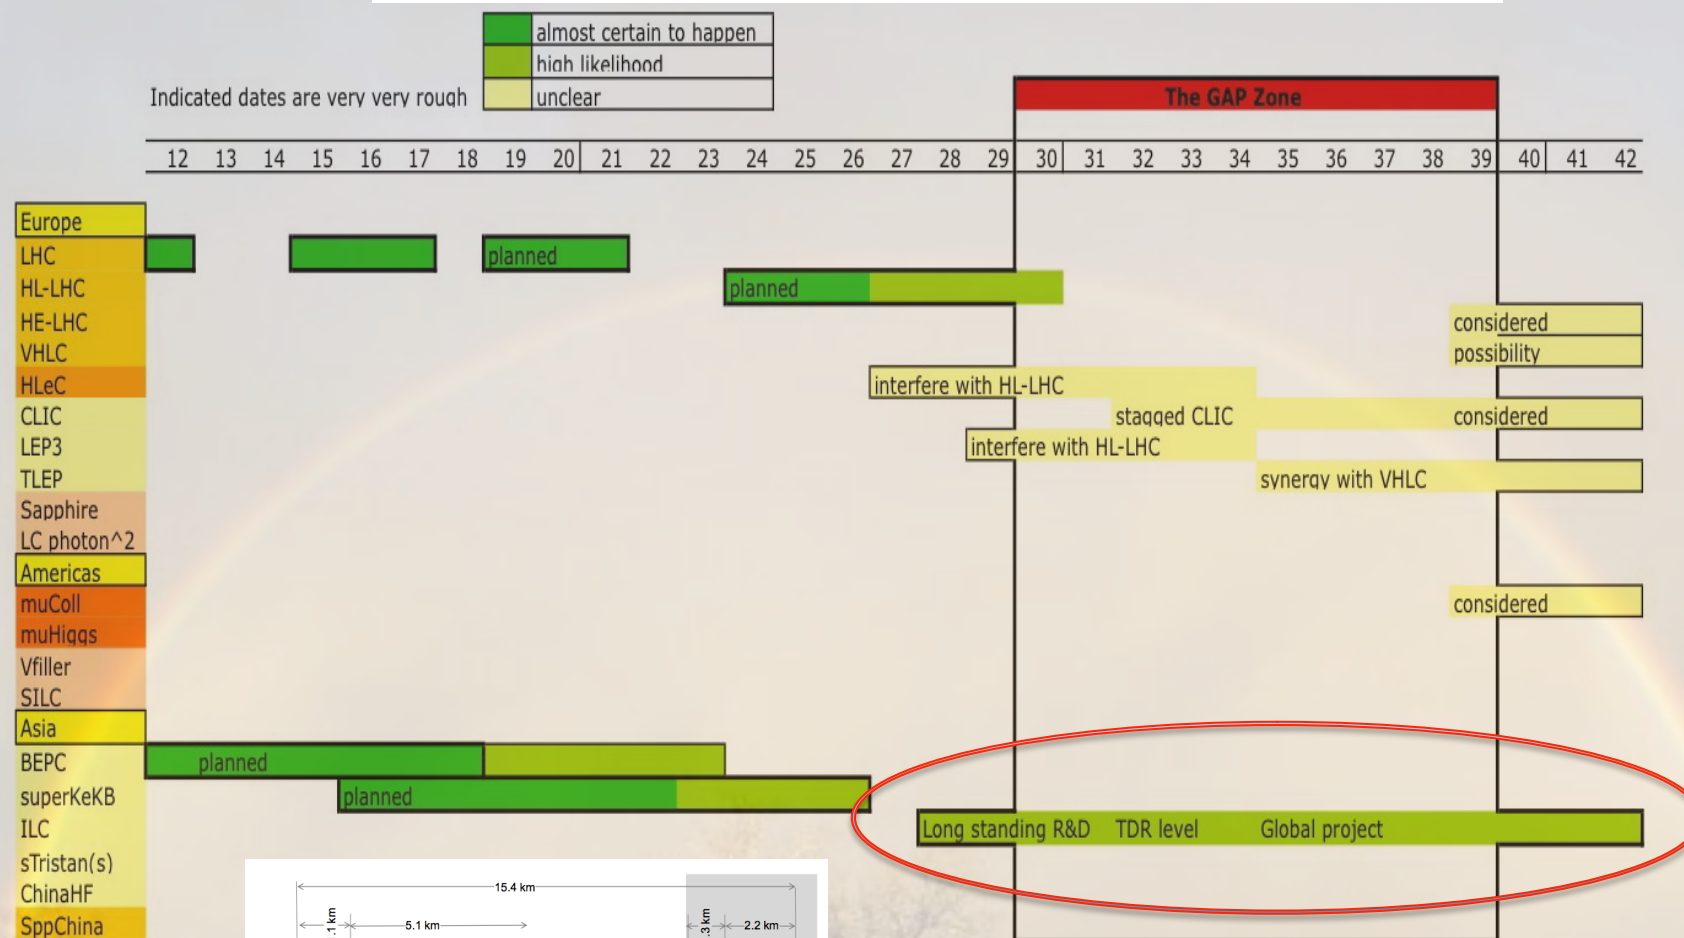 almost certain to happen
high likelihood
Indicated dates are very very rough
unclear
The GAP Zone
12 13 14 15 16 17 18 19 20 21 22 23 24 25 26 27 28 29 30 31 32 33 34 35 36 37 38 39 40 41 42
Europe
LHC planned
HL-LHC planned
HE-LHC considered
VHLC possibility
HLeC interfere with HL-LHC
CLIC stagged CLIC considered
LEP3 interfere with HL-LHC
TLEP synergy with VHLC
Sapphire
LC photon^2
Americas
muColl considered
muHiggs
Vfiller
SILC
Asia
BEPC planned
superKeKB planned
ILC Long standing R&D TDR level Global project
sTristan(s)
ChinaHF
SppChina
15.4 km
5.1 km 2.2 km